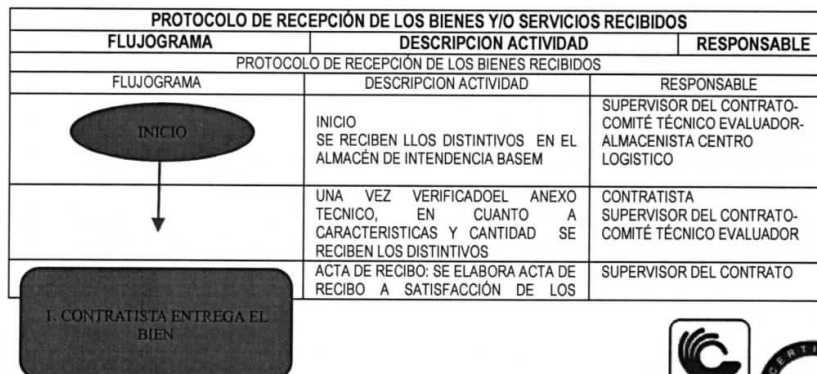 PROTOCOLO DE RECEPCIÓN DE LOS BIENES Y/O SERVICIOS RECIBIDOS
FLUJOGRAMA DESCRIPCION ACTIVIDAD RESPONSABLE
PROTOCOLO DE RECEPCIÓN DE LOS BIENES RECIBIDOS
FLUJOGRAMA DESCRIPCION ACTIVIDAD RESPONSABLE
INICIO
INICIO
SE RECIBEN LLOS DISTINTIVOS EN EL
ALMACÉN DE INTENDENCIA BASEM
SUPERVISOR DEL CONTRATO-
COMITÉ TÉCNICO EVALUADOR-
ALMACENISTA CENTRO
LOGISTICO
UNA VEZ VERIFICADOEL ANEXO
TECNICO, EN CUANTO A
CARACTERISTICAS Y CANTIDAD SE
RECIBEN LOS DISTINTIVOS
CONTRATISTA
SUPERVISOR DEL CONTRATO-
COMITÉ TÉCNICO EVALUADOR
1. CONTRATISTA ENTREGA EL
BIEN
ACTA DE RECIBO: SE ELABORA ACTA DE
RECIBO A SATISFACCIÓN DE LOS
SUPERVISOR DEL CONTRATO